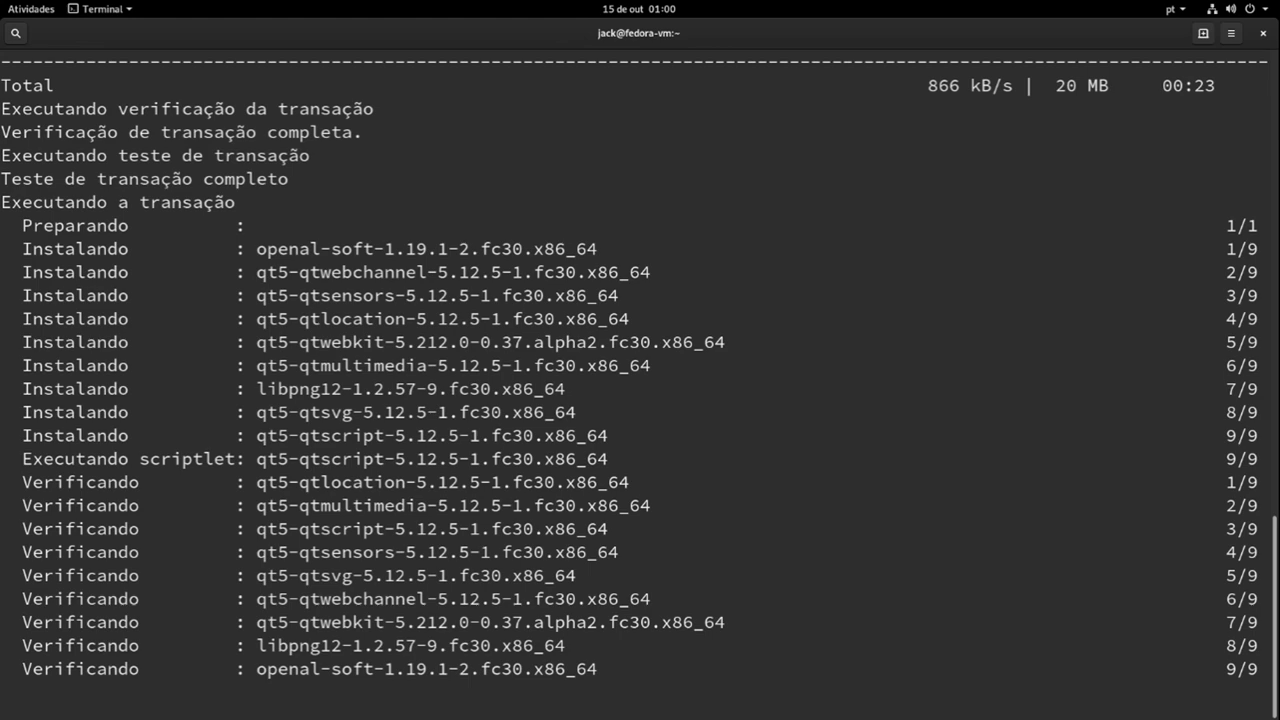 Atividades Terminal 15 de out 01:00 pt
jack@fedora-vm:~
--------------------------------------------------------------------------------
Total 866 kB/s | 20 MB 00:23
Executando verificação da transação
Verificação de transação completa.
Executando teste de transação
Teste de transação completo
Executando a transação
Preparando : 1/1
Instalando : openal-soft-1.19.1-2.fc30.x86_64 1/9
Instalando : qt5-qtwebchannel-5.12.5-1.fc30.x86_64 2/9
Instalando : qt5-qtsensors-5.12.5-1.fc30.x86_64 3/9
Instalando : qt5-qtlocation-5.12.5-1.fc30.x86_64 4/9
Instalando : qt5-qtwebkit-5.212.0-0.37.alpha2.fc30.x86_64 5/9
Instalando : qt5-qtmultimedia-5.12.5-1.fc30.x86_64 6/9
Instalando : libpng12-1.2.57-9.fc30.x86_64 7/9
Instalando : qt5-qtsvg-5.12.5-1.fc30.x86_64 8/9
Instalando : qt5-qtscript-5.12.5-1.fc30.x86_64 9/9
Executando scriptlet: qt5-qtscript-5.12.5-1.fc30.x86_64 9/9
Verificando : qt5-qtlocation-5.12.5-1.fc30.x86_64 1/9
Verificando : qt5-qtmultimedia-5.12.5-1.fc30.x86_64 2/9
Verificando : qt5-qtscript-5.12.5-1.fc30.x86_64 3/9
Verificando : qt5-qtsensors-5.12.5-1.fc30.x86_64 4/9
Verificando : qt5-qtsvg-5.12.5-1.fc30.x86_64 5/9
Verificando : qt5-qtwebchannel-5.12.5-1.fc30.x86_64 6/9
Verificando : qt5-qtwebkit-5.212.0-0.37.alpha2.fc30.x86_64 7/9
Verificando : libpng12-1.2.57-9.fc30.x86_64 8/9
Verificando : openal-soft-1.19.1-2.fc30.x86_64 9/9